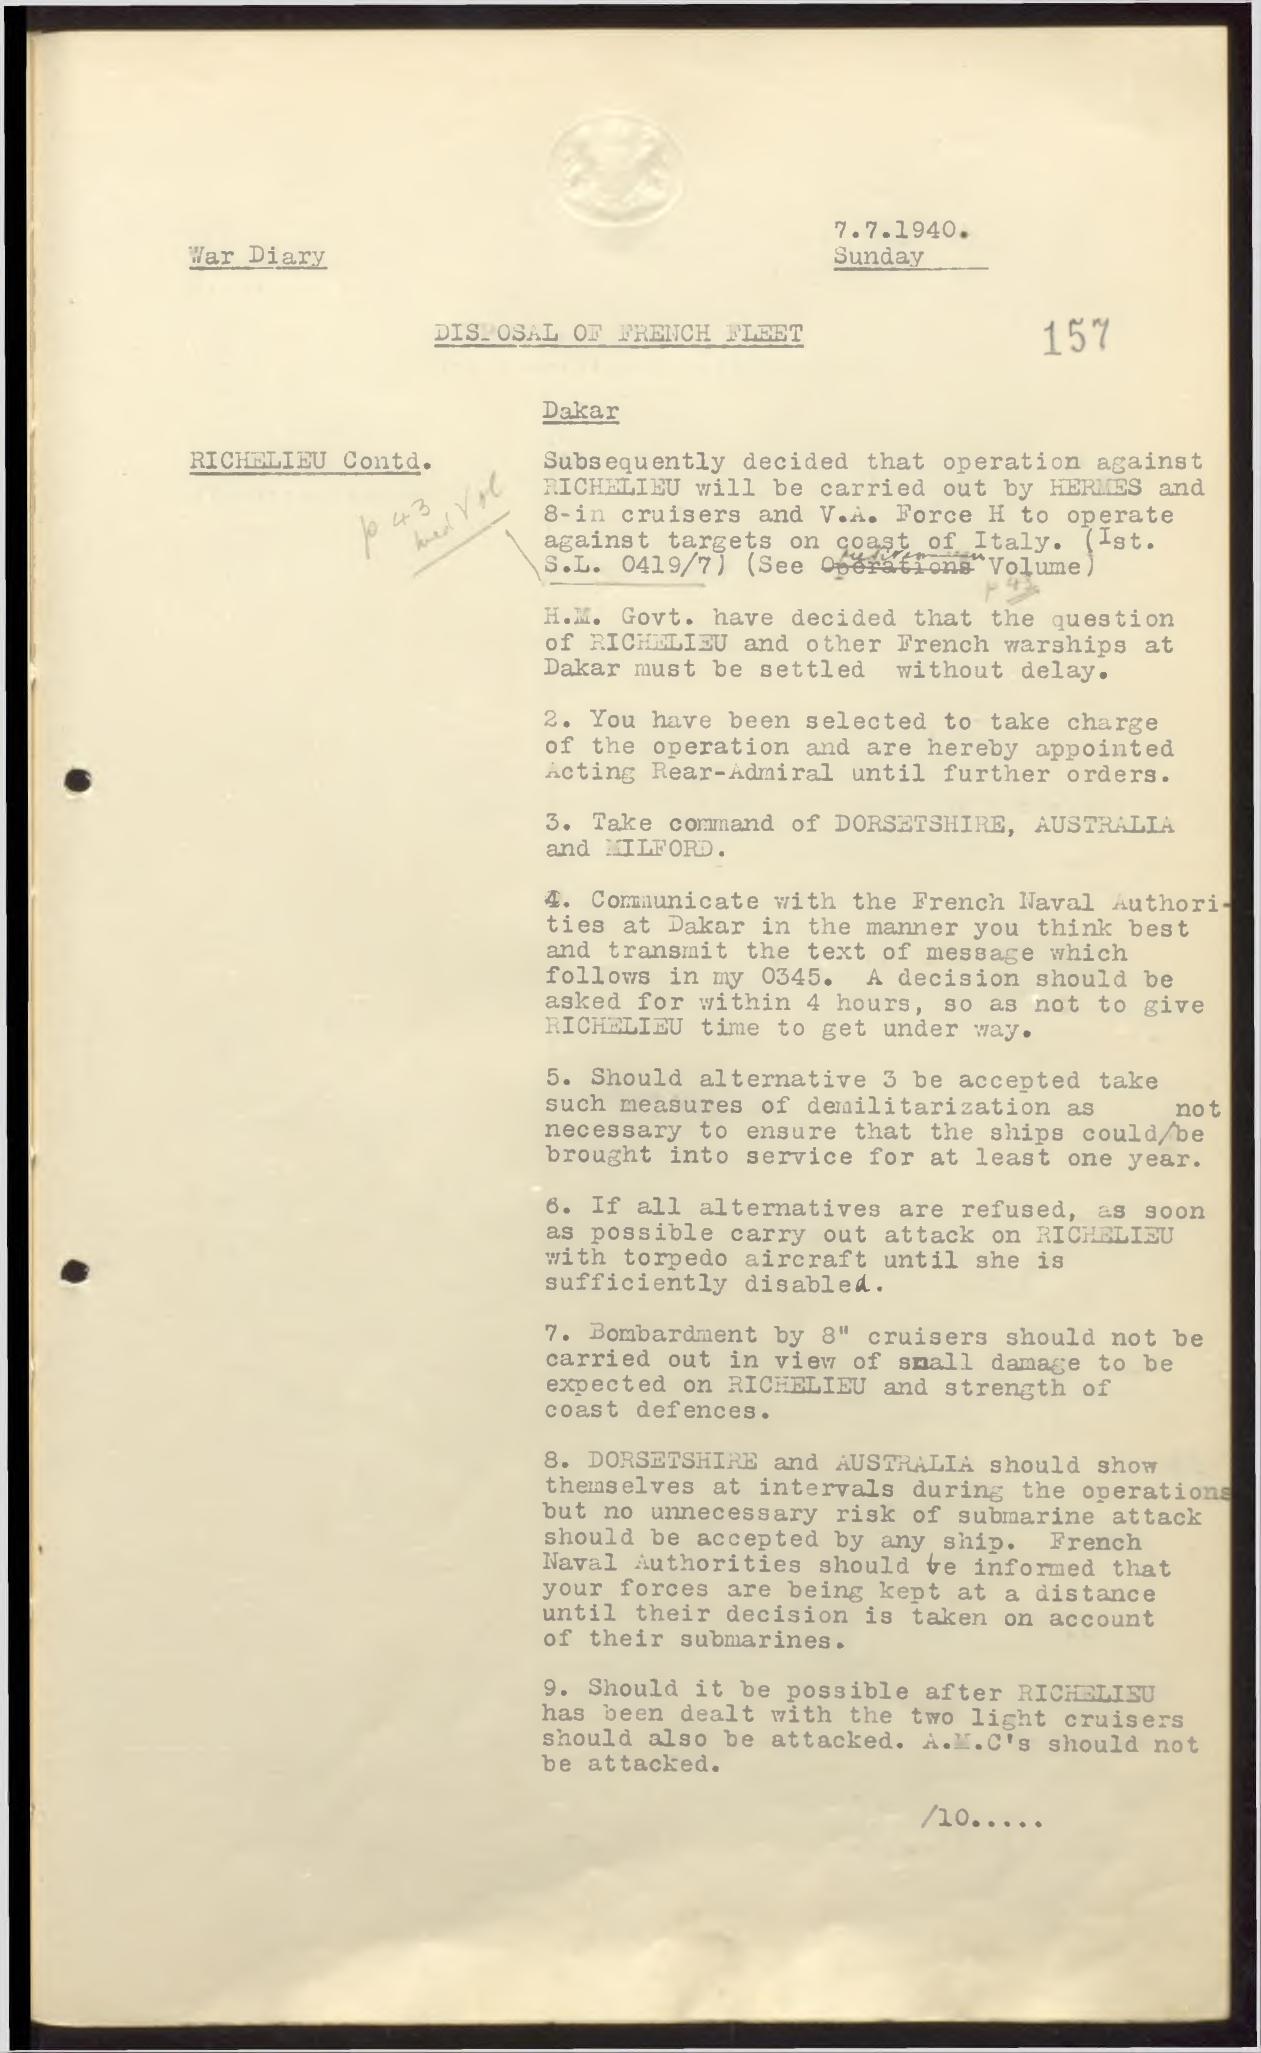 7.7.1940.
War Diary
Sunday
DISPOSAL OF FRENCH FLEET
157
Dakar
RICHELIEU Contd.
p 43
Med Vol
Subsequently decided that operation against
RICHELIEU will be carried out by HERMES and
8-in cruisers and V.A. Force H to operate
against targets on coast of Italy. (1st.
Mediterranean
S.L. 0419/7) (See Operations Volume)
p 43
H.M. Govt. have decided that the question
of RICHELIEU and other French warships at
Dakar must be settled without delay.
2. You have been selected to take charge
of the operation and are hereby appointed
Acting Rear-Admiral until further orders.
3. Take command of DORSETSHIRE, AUSTRALIA
and MILFORD.
4. Communicate with the French Naval Authori-
ties at Dakar in the manner you think best
and transmit the text of message which
follows in my 0345. A decision should be
asked for within 4 hours, so as not to give
RICHELIEU time to get under way.
5. Should alternative 3 be accepted take
such measures of demilitarization as not
necessary to ensure that the ships could/be
brought into service for at least one year.
6. If all alternatives are refused, as soon
as possible carry out attack on RICHELIEU
with torpedo aircraft until she is
sufficiently disabled.
7. Bombardment by 8" cruisers should not be
carried out in view of small damage to be
expected on RICHELIEU and strength of
coast defences.
8. DORSETSHIRE and AUSTRALIA should show
themselves at intervals during the operations
but no unnecessary risk of submarine attack
should be accepted by any ship. French
Naval Authorities should be informed that
your forces are being kept at a distance
until their decision is taken on account
of their submarines.
9. Should it be possible after RICHELIEU
has been dealt with the two light cruisers
should also be attacked. A.M.C's should not
be attacked.
/10.....